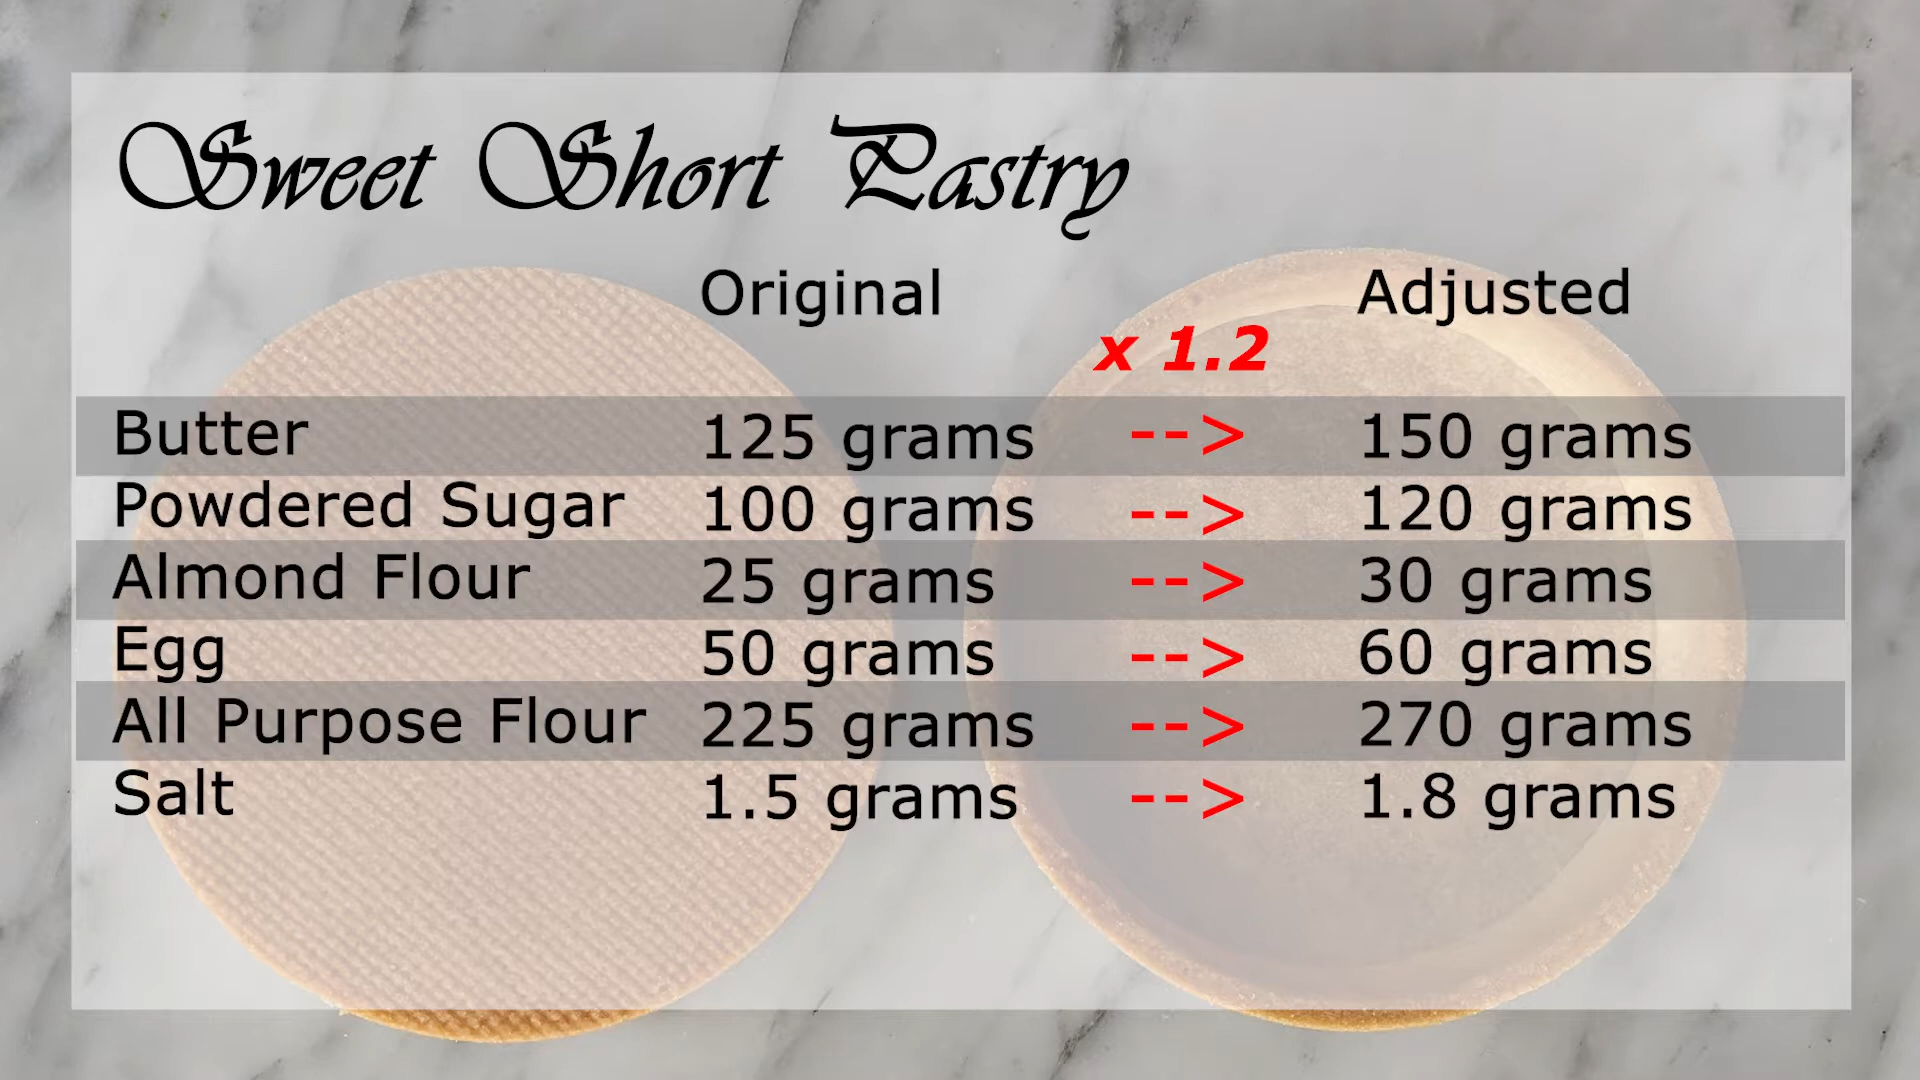 Sweet Short Pastry
Original Adjusted
x 1.2
Butter 125 grams --> 150 grams
Powdered Sugar 100 grams --> 120 grams
Almond Flour 25 grams --> 30 grams
Egg 50 grams --> 60 grams
All Purpose Flour 225 grams --> 270 grams
Salt 1.5 grams --> 1.8 grams